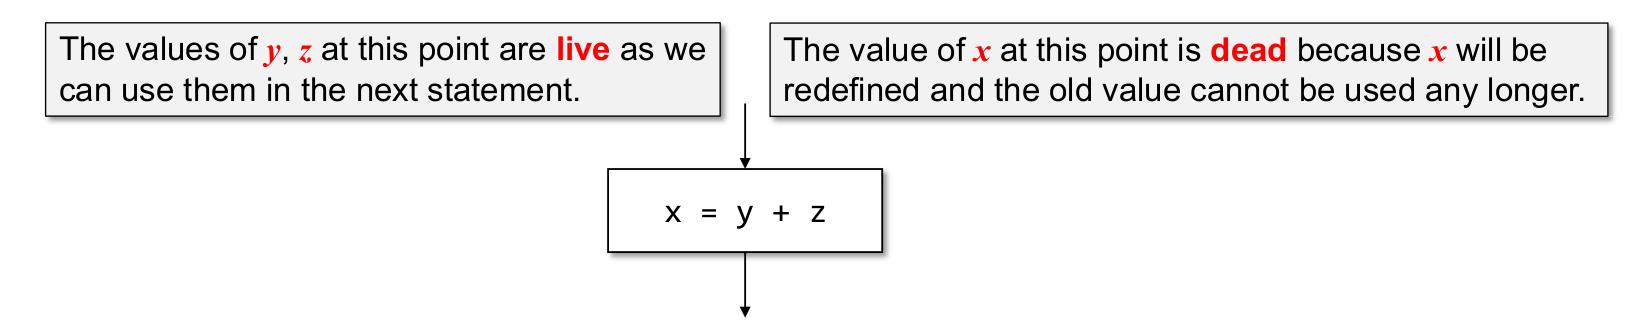 The values of y, z at this point are live as we
can use them in the next statement.
The value of x at this point is dead because x will be
redefined and the old value cannot be used any longer.
x = y + z